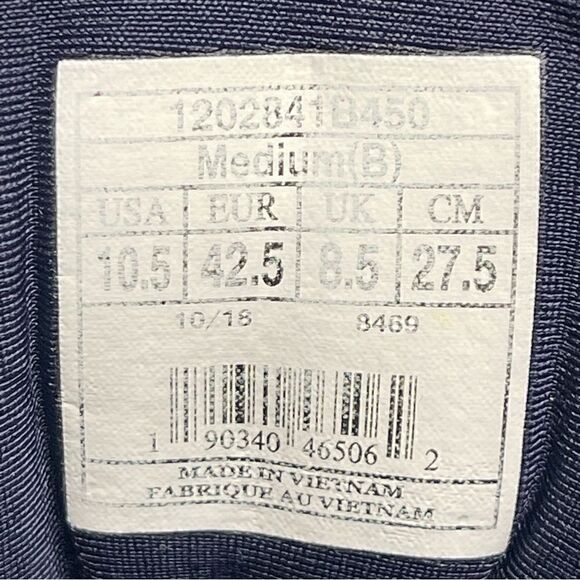 1202841B450
Medium(B)
USA EUR UK CM
10.5 42.5 8.5 27.5
10/18 8469
1 90340 46506 2
MADE IN VIETNAM
FABRIQUE AU VIETNAM